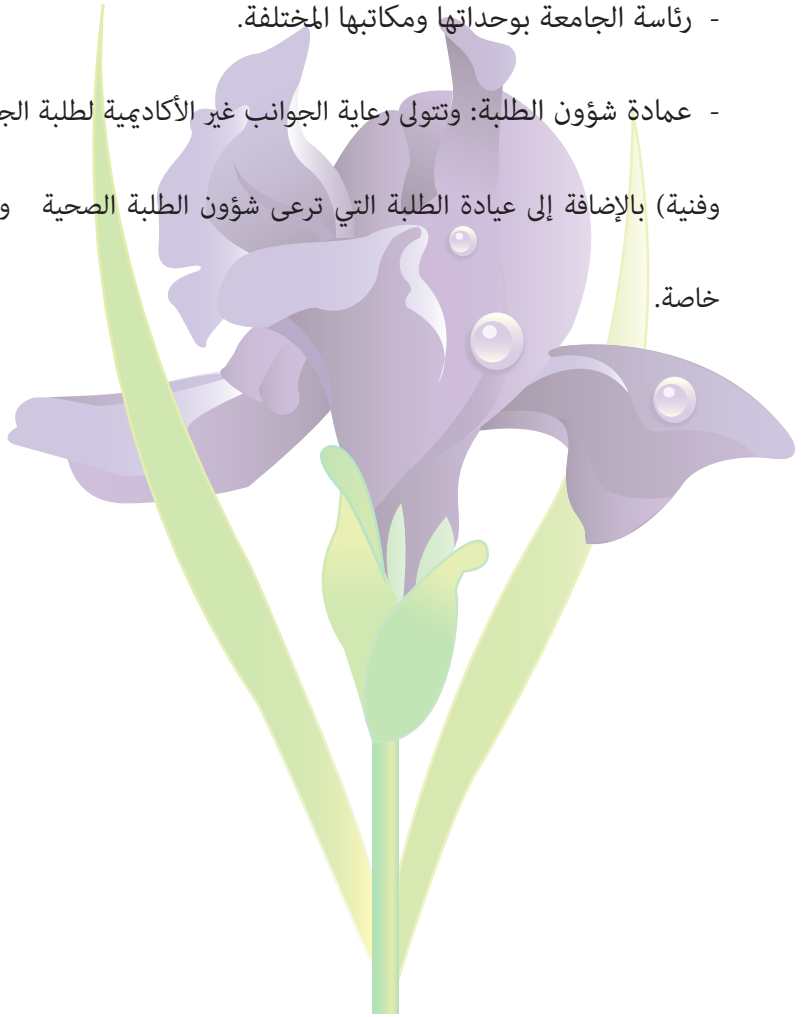 - رئاسة الجامعة بوحداتها ومكاتبها المختلفة.
- عمادة شؤون الطلبة: وتتولى رعاية الجوانب غير الأكاديمية لطلبة
وفنية) بالإضافة إلى عيادة الطلبة التي ترعى شؤون الطلبة الصحية
خاصة.